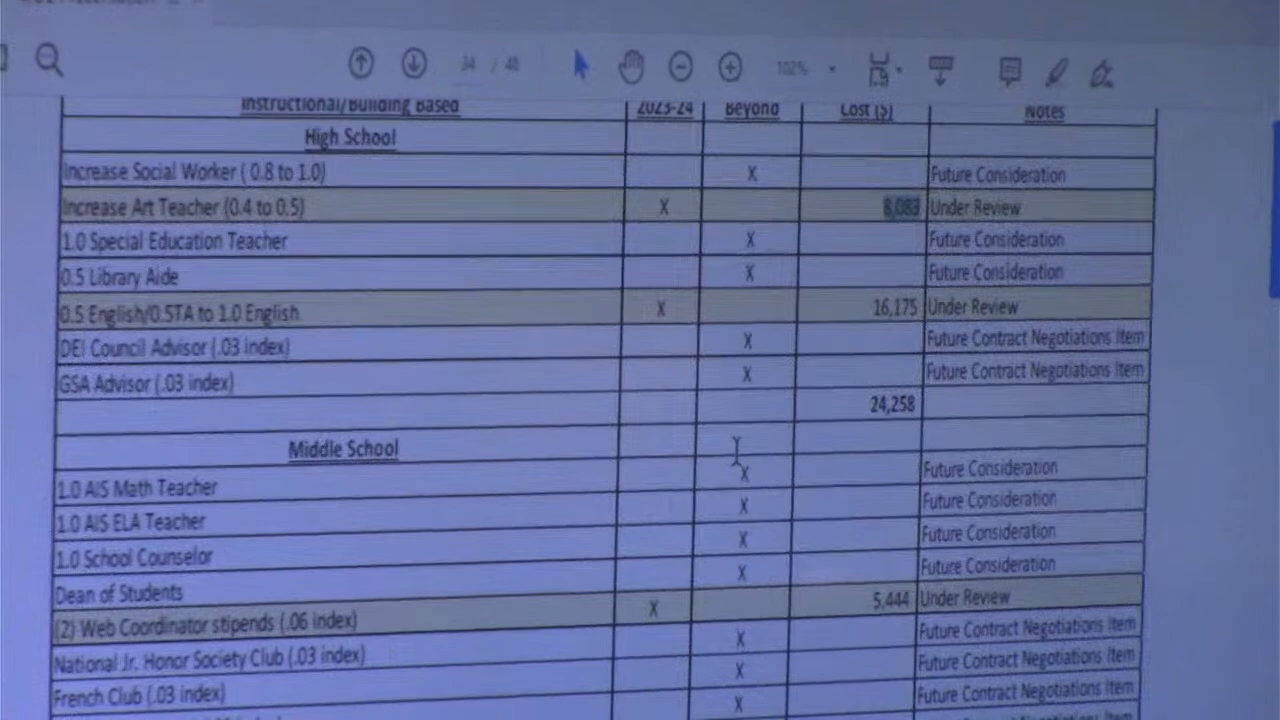 34 / 48 102%
Instructional/Building Based 2023-24 Beyond Cost ($) Notes
High School
Increase Social Worker ( 0.8 to 1.0) X Future Consideration
Increase Art Teacher (0.4 to 0.5) X 8,083 Under Review
1.0 Special Education Teacher X Future Consideration
0.5 Library Aide X Future Consideration
0.5 English/0.5TA to 1.0 English X 16,175 Under Review
DEI Council Advisor (.03 index) X Future Contract Negotiations Item
GSA Advisor (.03 index) X Future Contract Negotiations Item
24,258
Middle School
1.0 AIS Math Teacher X Future Consideration
1.0 AIS ELA Teacher X Future Consideration
1.0 School Counselor X Future Consideration
Dean of Students X Future Consideration
(2) Web Coordinator stipends (.06 index) X 5,444 Under Review
National Jr. Honor Society Club (.03 index) X Future Contract Negotiations Item
French Club (.03 index) X Future Contract Negotiations Item
X Future Contract Negotiations Item